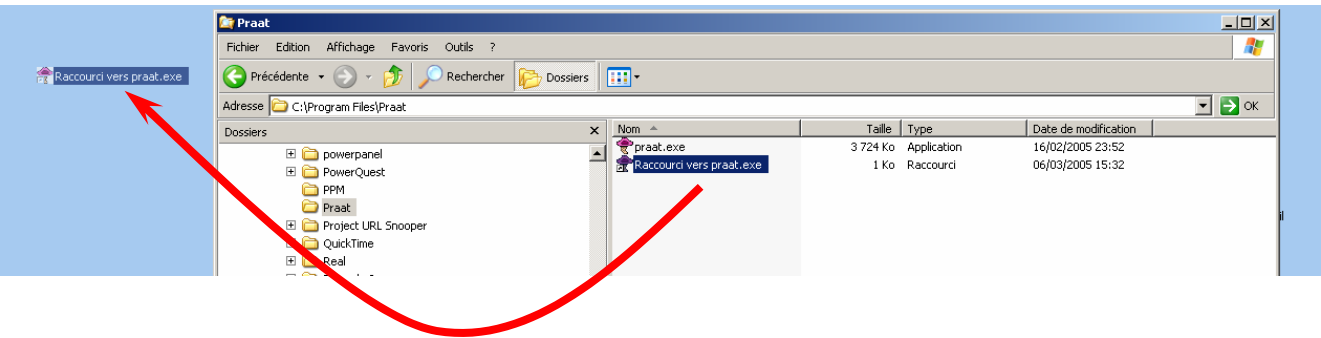 Praat
Fichier Edition Affichage Favoris Outils ?
Précédente Rechercher Dossiers
Raccourci vers praat.exe
Adresse C:\Program Files\Praat OK
Dossiers
Nom Taille Type Date de modification
powerpanel
praat.exe 3 724 Ko Application 16/02/2005 23:52
PowerQuest
Raccourci vers praat.exe 1 Ko Raccourci 06/03/2005 15:32
PPM
Praat
Project URL Snooper
QuickTime
Real